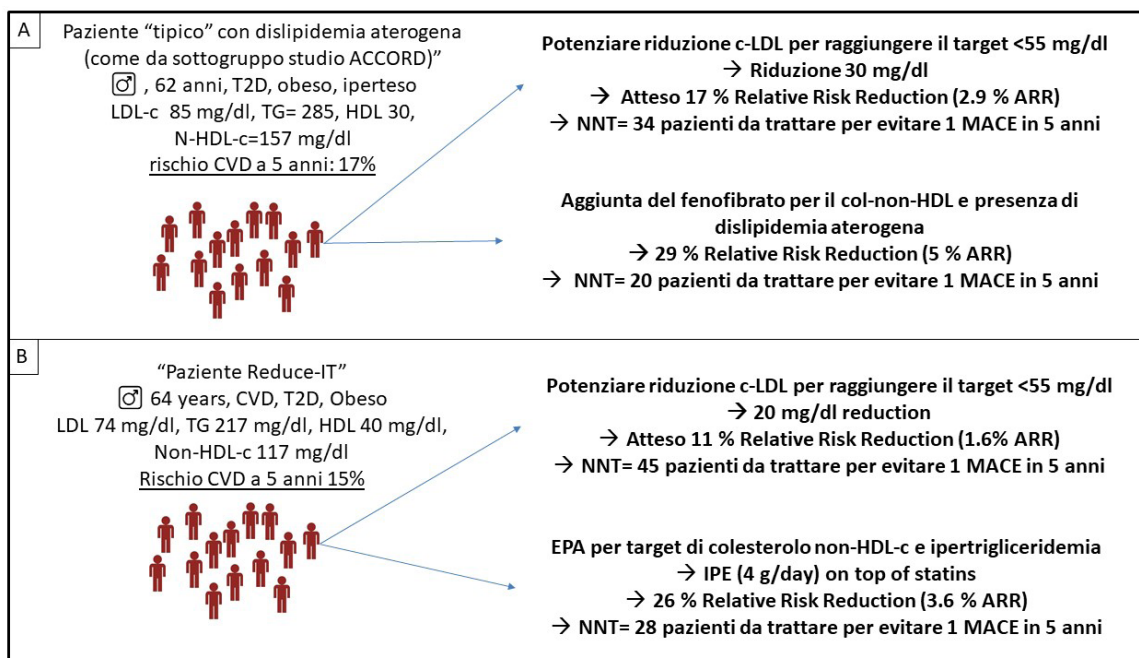 A
Paziente “tipico” con dislipidemia aterogena
(come da sottogruppo studio ACCORD)”
♂ , 62 anni, T2D, obeso, iperteso
LDL-c 85 mg/dl, TG= 285, HDL 30,
N-HDL-c=157 mg/dl
rischio CVD a 5 anni: 17%
Potenziare riduzione c-LDL per raggiungere il target <55 mg/dl
→ Riduzione 30 mg/dl
→ Atteso 17 % Relative Risk Reduction (2.9 % ARR)
→ NNT= 34 pazienti da trattare per evitare 1 MACE in 5 anni
Aggiunta del fenofibrato per il col-non-HDL e presenza di
dislipidemia aterogena
→ 29 % Relative Risk Reduction (5 % ARR)
→ NNT= 20 pazienti da trattare per evitare 1 MACE in 5 anni
B
“Paziente Reduce-IT”
♂ 64 years, CVD, T2D, Obeso
LDL 74 mg/dl, TG 217 mg/dl, HDL 40 mg/dl,
Non-HDL-c 117 mg/dl
Rischio CVD a 5 anni 15%
Potenziare riduzione c-LDL per raggiungere il target <55 mg/dl
→ 20 mg/dl reduction
→ Atteso 11 % Relative Risk Reduction (1.6% ARR)
→ NNT= 45 pazienti da trattare per evitare 1 MACE in 5 anni
EPA per target di colesterolo non-HDL-c e ipertrigliceridemia
→ IPE (4 g/day) on top of statins
→ 26 % Relative Risk Reduction (3.6 % ARR)
→ NNT= 28 pazienti da trattare per evitare 1 MACE in 5 anni